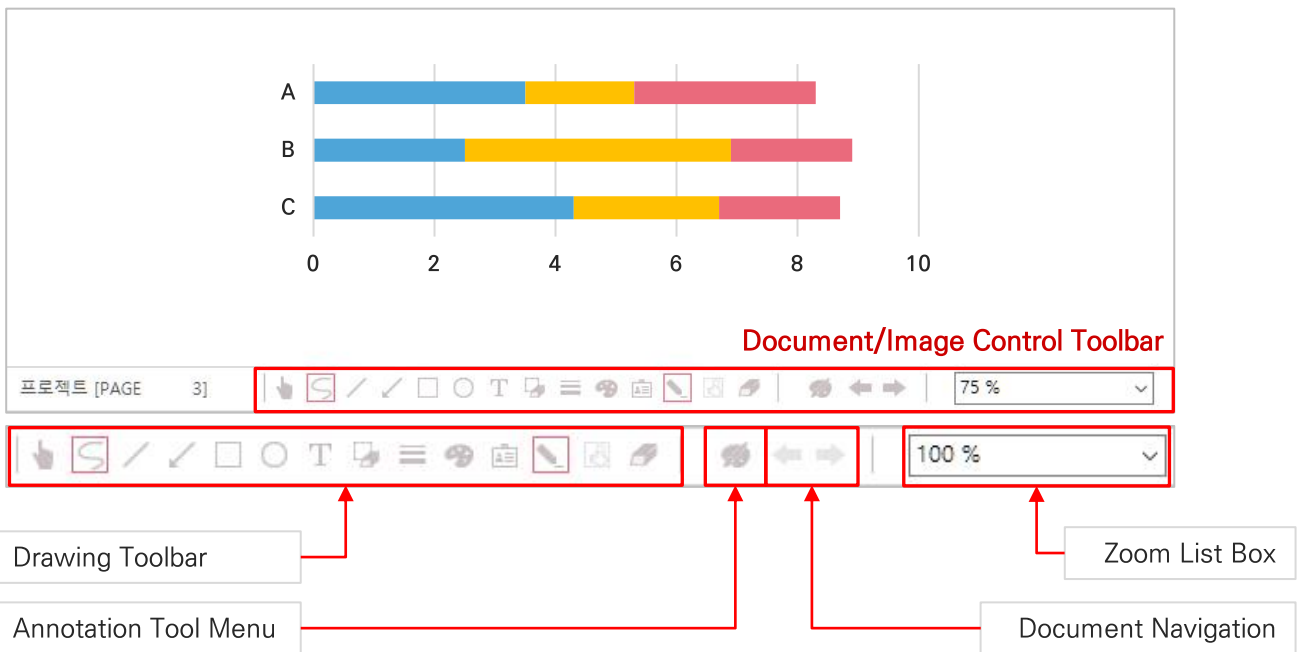 A
B
C
0 2 4 6 8 10
Document/Image Control Toolbar
프로젝트 [PAGE 3]
T
75 %
T
100 %
Drawing Toolbar
Zoom List Box
Annotation Tool Menu
Document Navigation